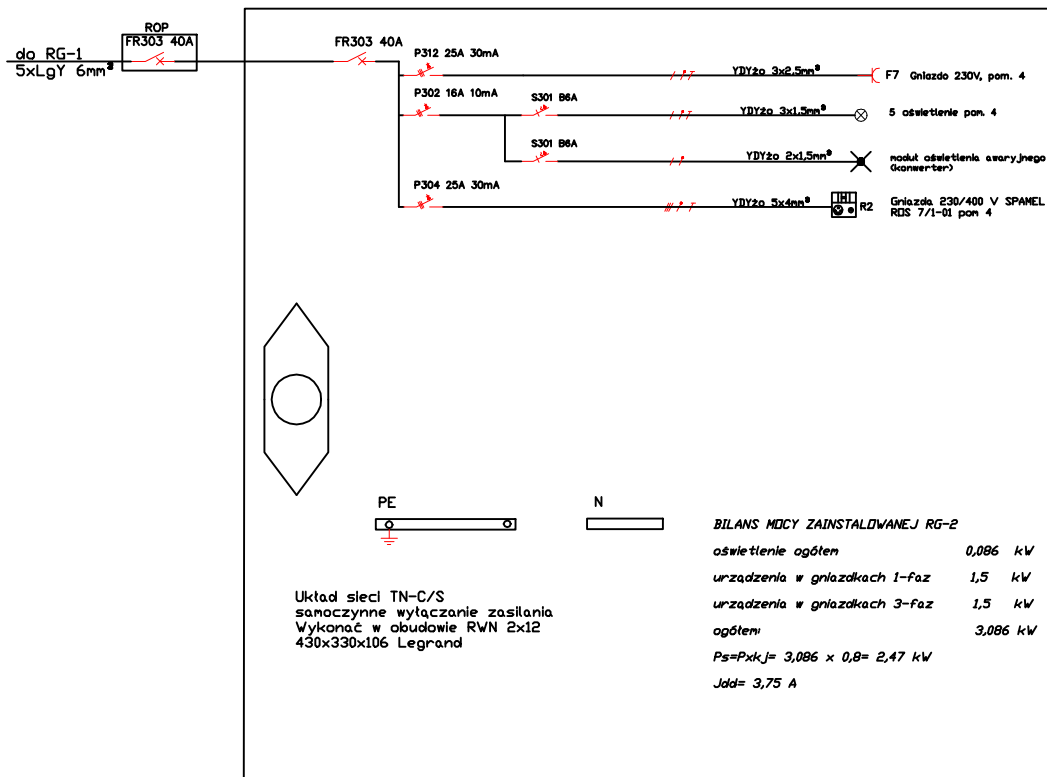 ROP
FR303 40A
do RG-1
5xLgY 6mm²
FR303 40A
P312 25A 30mA
YDYżo 3x2,5mm²
F7 Gniazdo 230V, pom. 4
P302 16A 10mA
S301 B6A
YDYżo 3x1,5mm²
5 oświetlenie pom. 4
S301 B6A
YDYżo 2x1,5mm²
moduł oświetlenia awaryjnego
(konwerter)
P304 25A 30mA
YDYżo 5x4mm²
R2
Gniazda 230/400 V SPAMEL
RDS 7/1-01 pom 4
PE
N
Układ sieci TN-C/S
samoczynne wyłączanie zasilania
Wykonać w obudowie RWN 2x12
430x330x106 Legrand
BILANS MOCY ZAINSTALOWANEJ RG-2
oświetlenie ogółem 0,086 kW
urządzenia w gniazdkach 1-faz 1,5 kW
urządzenia w gniazdkach 3-faz 1,5 kW
ogółem: 3,086 kW
Ps=Pxkj= 3,086 x 0,8= 2,47 kW
Jdd= 3,75 A